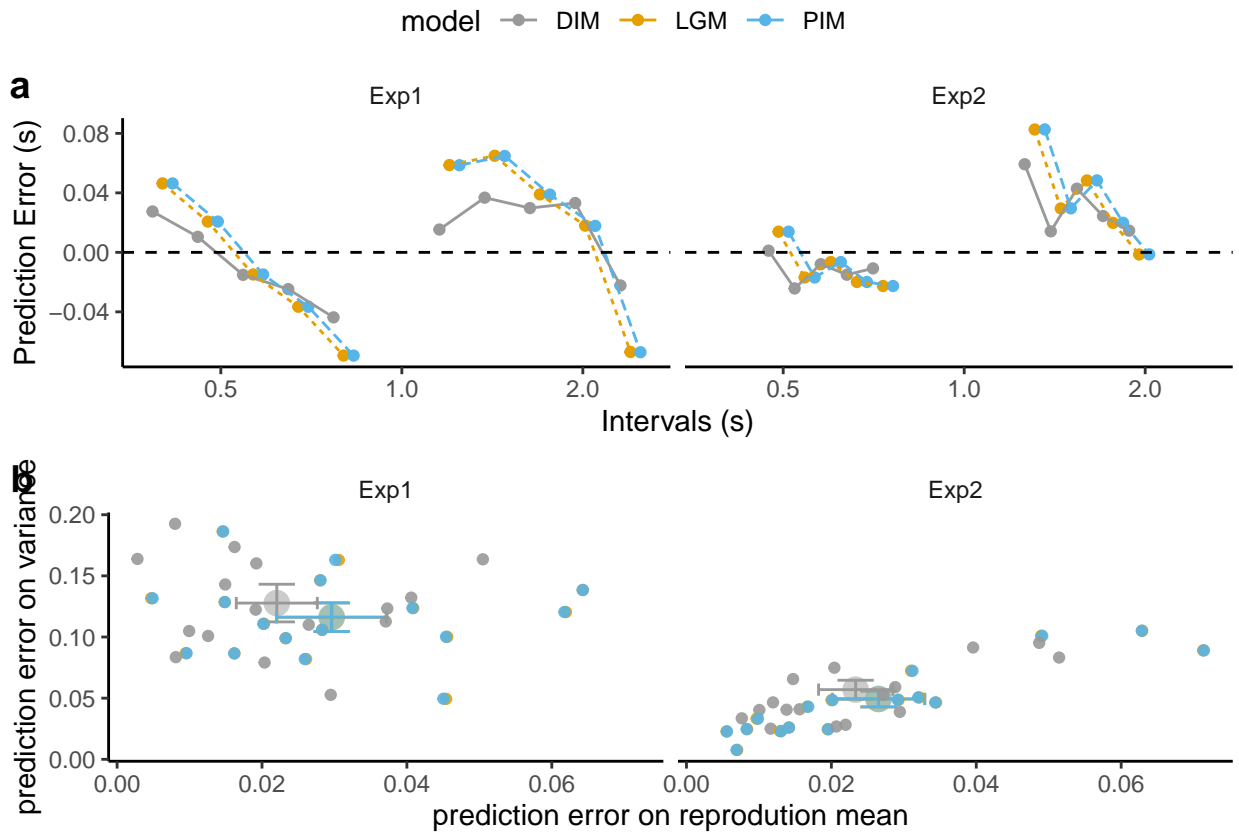 model DIM LGM PIM
a
Exp1 Exp2
Prediction Error (s)
0.08
0.04
0.00
−0.04
0.5 1.0 2.0 0.5 1.0 2.0
Intervals (s)
b
Exp1 Exp2
prediction error on variance
0.20
0.15
0.10
0.05
0.00
0.00 0.02 0.04 0.06 0.00 0.02 0.04 0.06
prediction error on reprodution mean